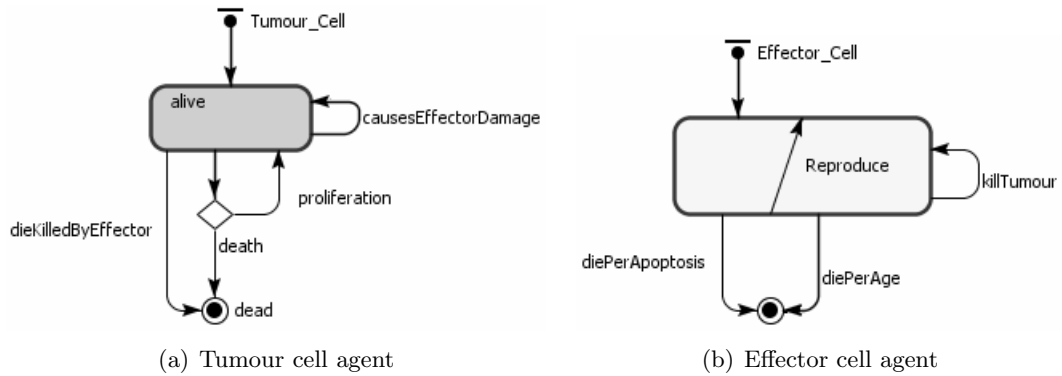 Tumour_Cell
alive
causesEffectorDamage
proliferation
dieKilledByEffector
death
dead
(a) Tumour cell agent
Effector_Cell
Reproduce
killTumour
diePerApoptosis
diePerAge
(b) Effector cell agent